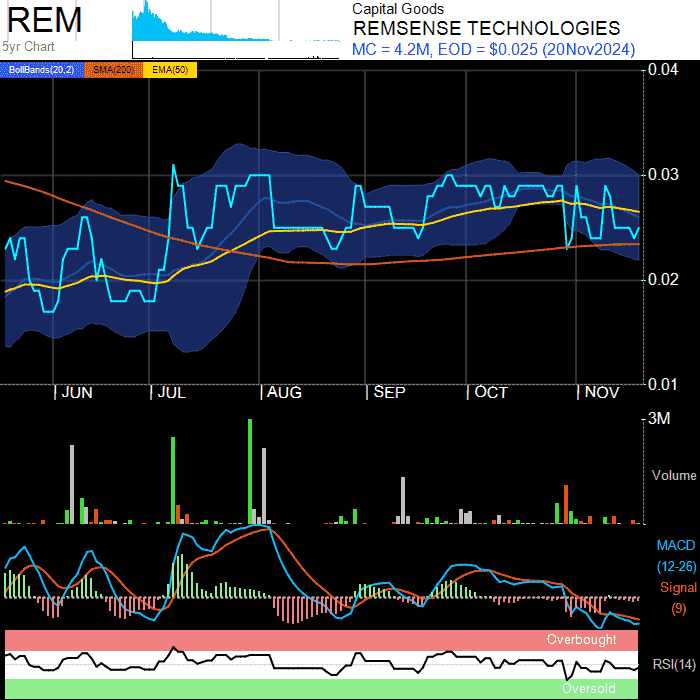 REM
5yr Chart
Capital Goods
REMSENSE TECHNOLOGIES
MC = 4.2M, EOD = $0.025 (20Nov2024)
BollBands(20,2) SMA(200) EMA(50)
0.04
0.03
0.02
0.01
JUN JUL AUG SEP OCT NOV
3M
Volume
MACD
(12-26)
Signal
(9)
Overbought
RSI(14)
Oversold